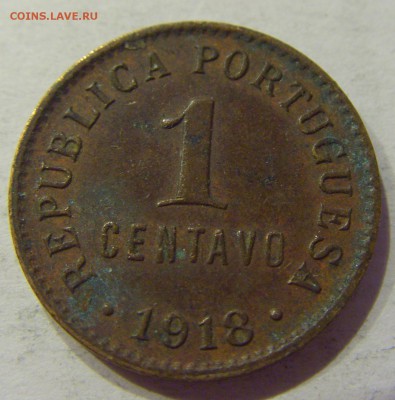 COINS.LAVE.RU
REPUBLICA PORTUGUESA
1
CENTAVO
• 1918 •